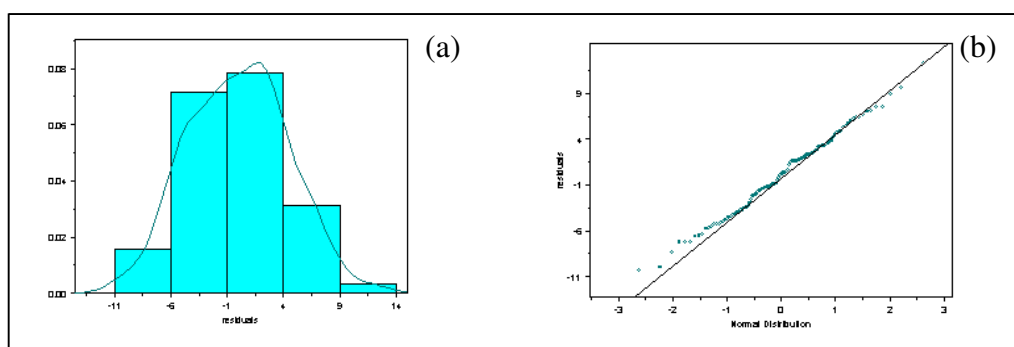 (a)
0.08
0.06
0.04
0.02
0.00
-11 -6 -1 4 9 14
residuals
(b)
9
4
-1
-6
-11
residuals
-3 -2 -1 0 1 2 3
Normal Distribution